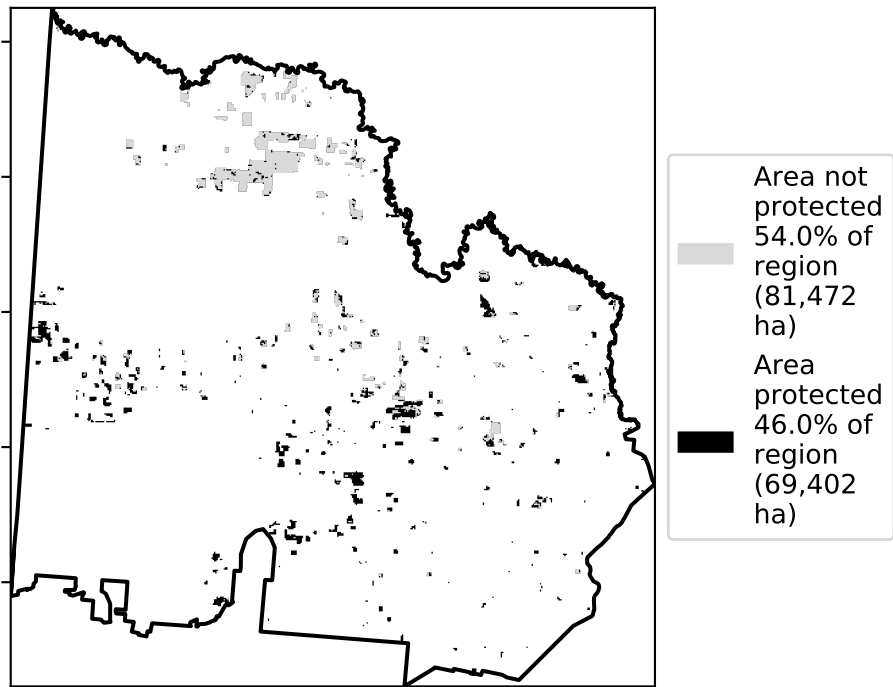 Area not
protected
54.0% of
region
(81,472
ha)
Area
protected
46.0% of
region
(69,402
ha)